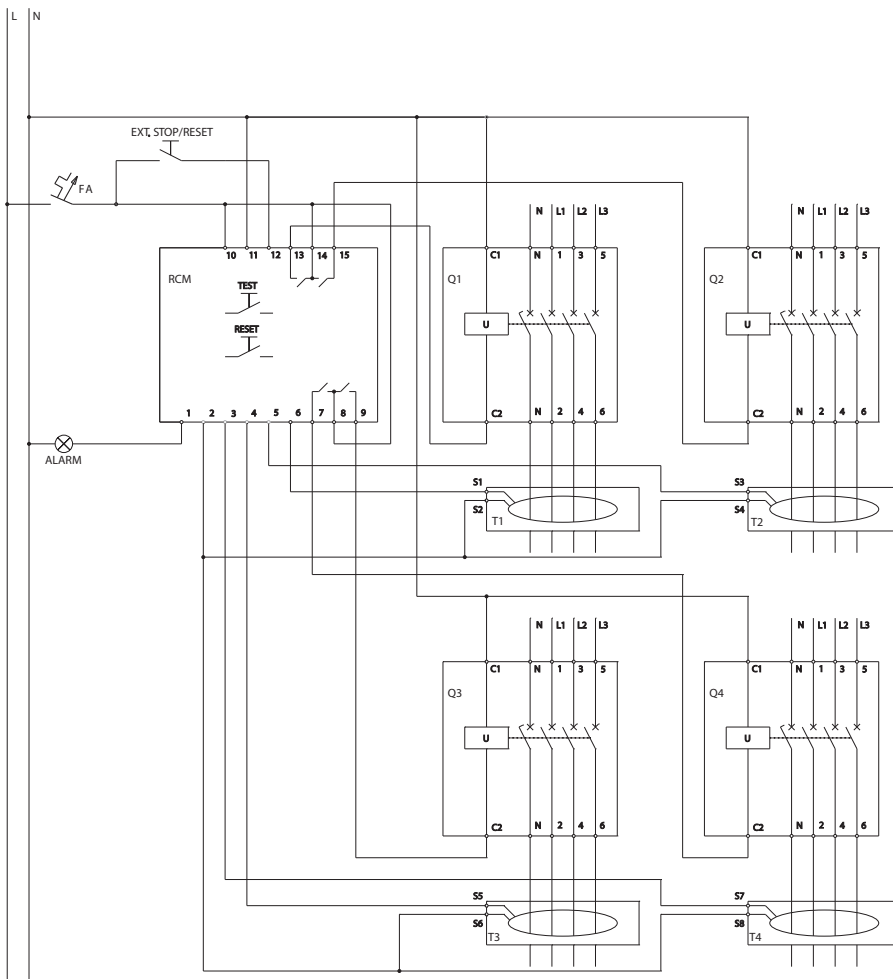 L N
EXT. STOP/RESET
FA
N L1 L2 L3
N L1 L2 L3
10 11 12 13 14 15
C1 N 1 3 5
C1 N 1 3 5
RCM
Q1
Q2
TEST
U
U
RESET
1 2 3 4 5 6 7 8 9
C2 N 2 4 6
C2 N 2 4 6
ALARM
S1
S3
S2
S4
T1
T2
N L1 L2 L3
N L1 L2 L3
C1 N 1 3 5
C1 N 1 3 5
Q3
Q4
U
U
C2 N 2 4 6
C2 N 2 4 6
S5
S7
S6
S8
T3
T4